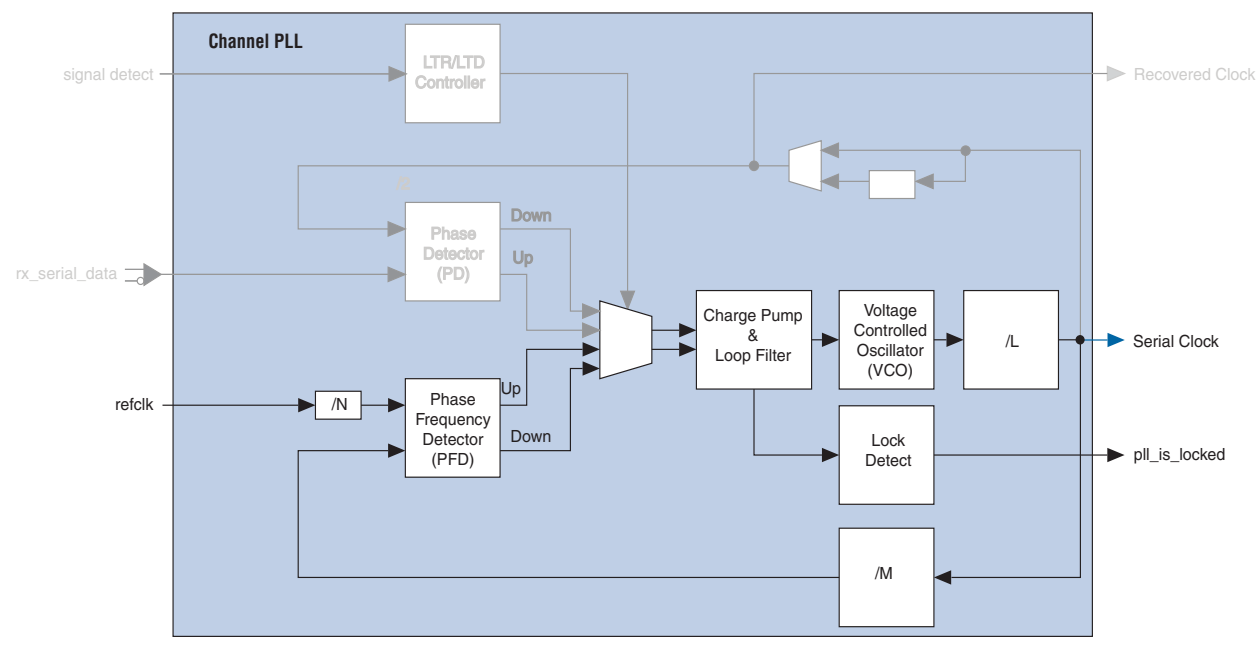 Channel PLL
signal detect
LTR/LTD
Controller
Recovered Clock
Down
Phase
Detector
(PD)
Up
rx_serial_data
Charge Pump
&
Loop Filter
Voltage
Controlled
Oscillator
(VCO)
/L
Serial Clock
refclk
/N
Phase
Frequency
Detector
(PFD)
Up
Down
Lock
Detect
pll_is_locked
/M